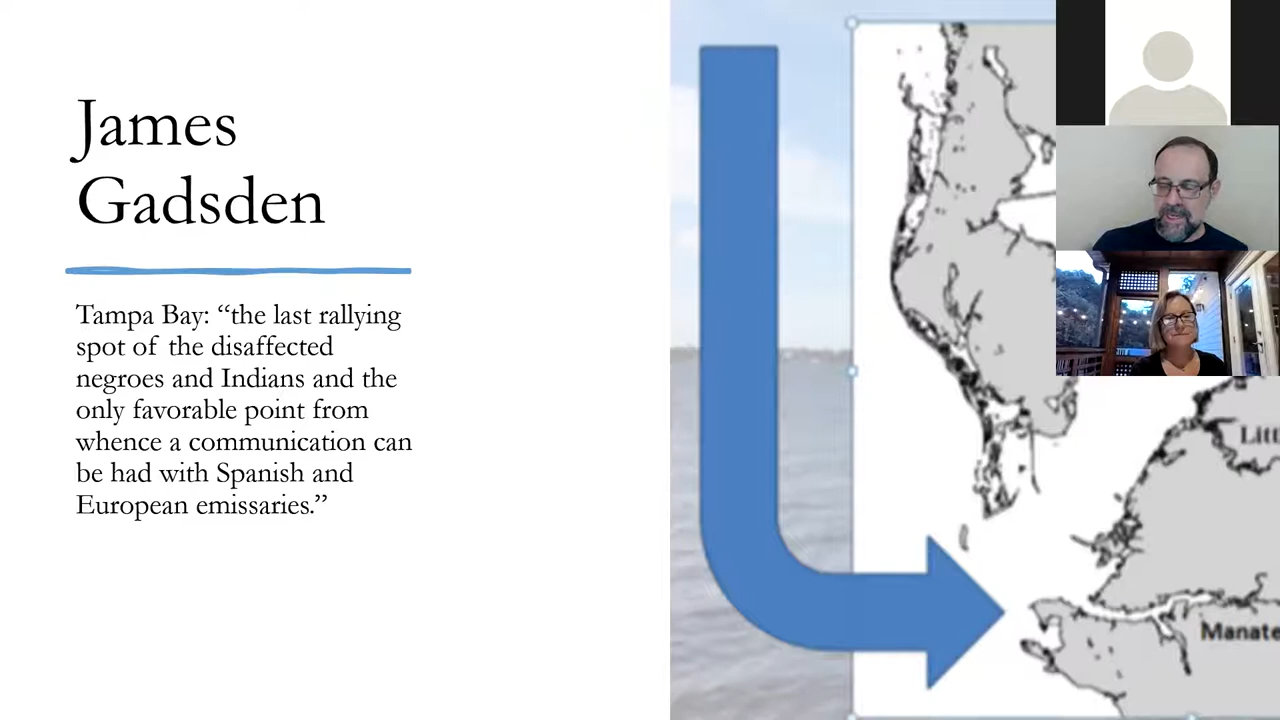 James
Gadsden
Tampa Bay: “the last rallying
spot of the disaffected
negroes and Indians and the
only favorable point from
whence a communication can
be had with Spanish and
European emissaries.”
Litt
Manate